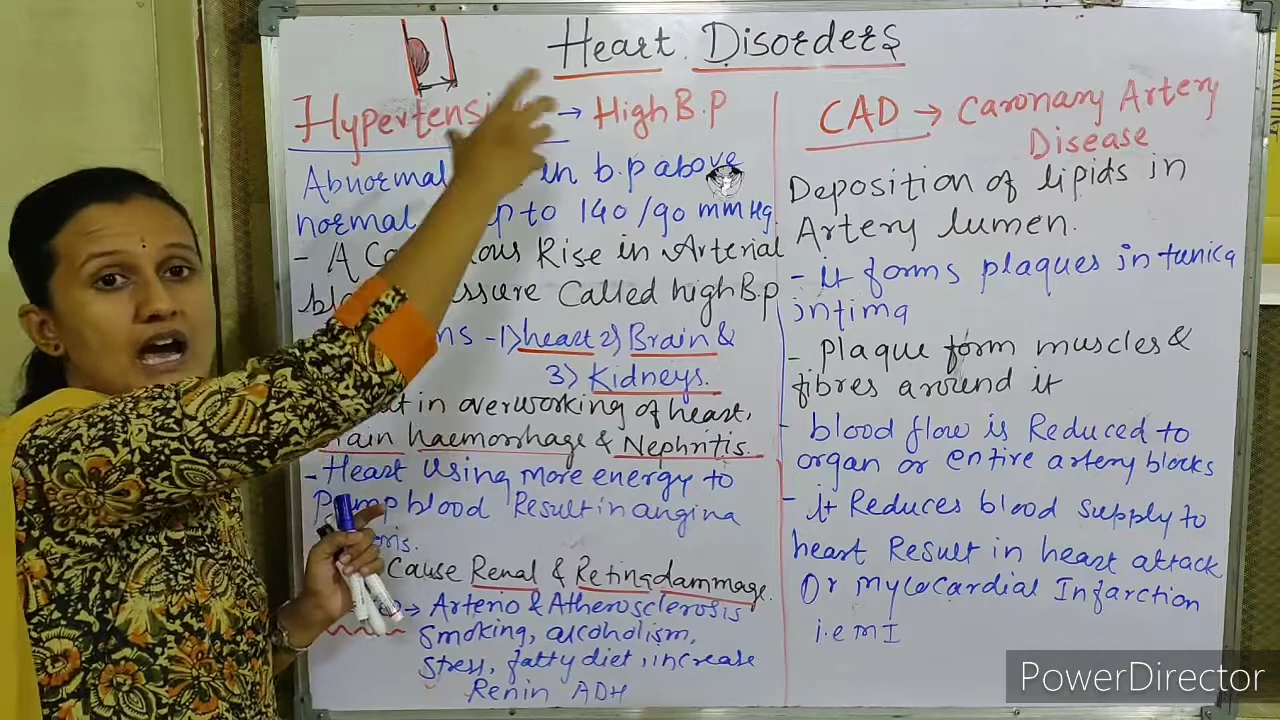 Heart Disorders
Hypertensi → High B.P
Abnormal in b.p above
normal upto 140/90 mmHg.
- A Co ous Rise in Arterial
blo ssure Called high B.p
ns - 1) heart 2) Brain &
3) Kidneys.
in overworking of heart.
Brain haemorrhage & Nephritis.
- Heart Using more energy to
Pump blood Result in angina
Cause Renal & Retina dammage.
→ Arterio & Atherosclerosis
smoking, alcoholism,
stress, fatty diet, increase
Renin ADH
CAD → Caronary Artery
Disease
Deposition of lipids in
Artery lumen.
- it forms plaques in tunica
intima
- plaque form muscles &
fibres around it
- blood flow is Reduced to
organ or entire artery blocks
- it Reduces blood supply to
heart Result in heart attack
Or myocardial Infarction
i.e MI
PowerDirector